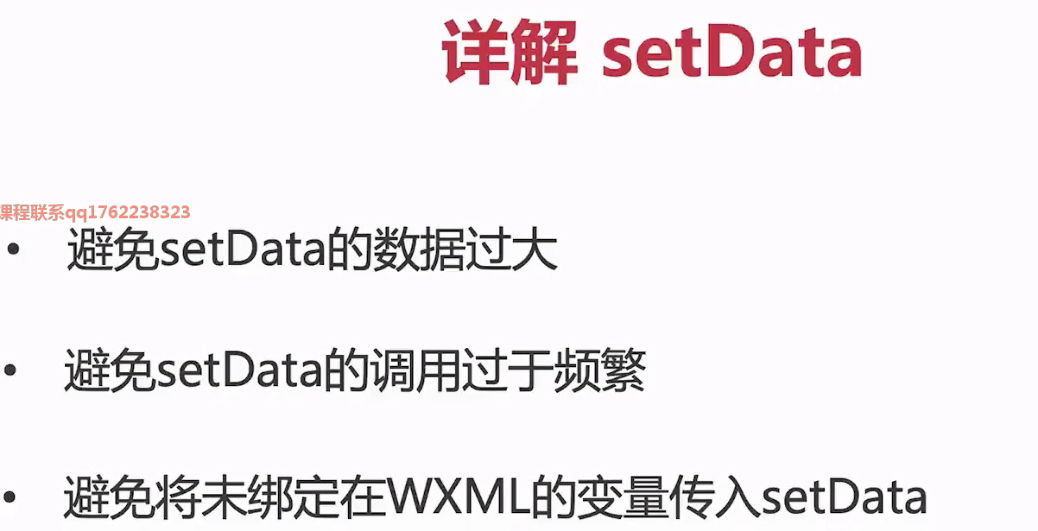 详解 setData
课程联系qq1762238323
• 避免setData的数据过大
• 避免setData的调用过于频繁
• 避免将未绑定在WXML的变量传入setData